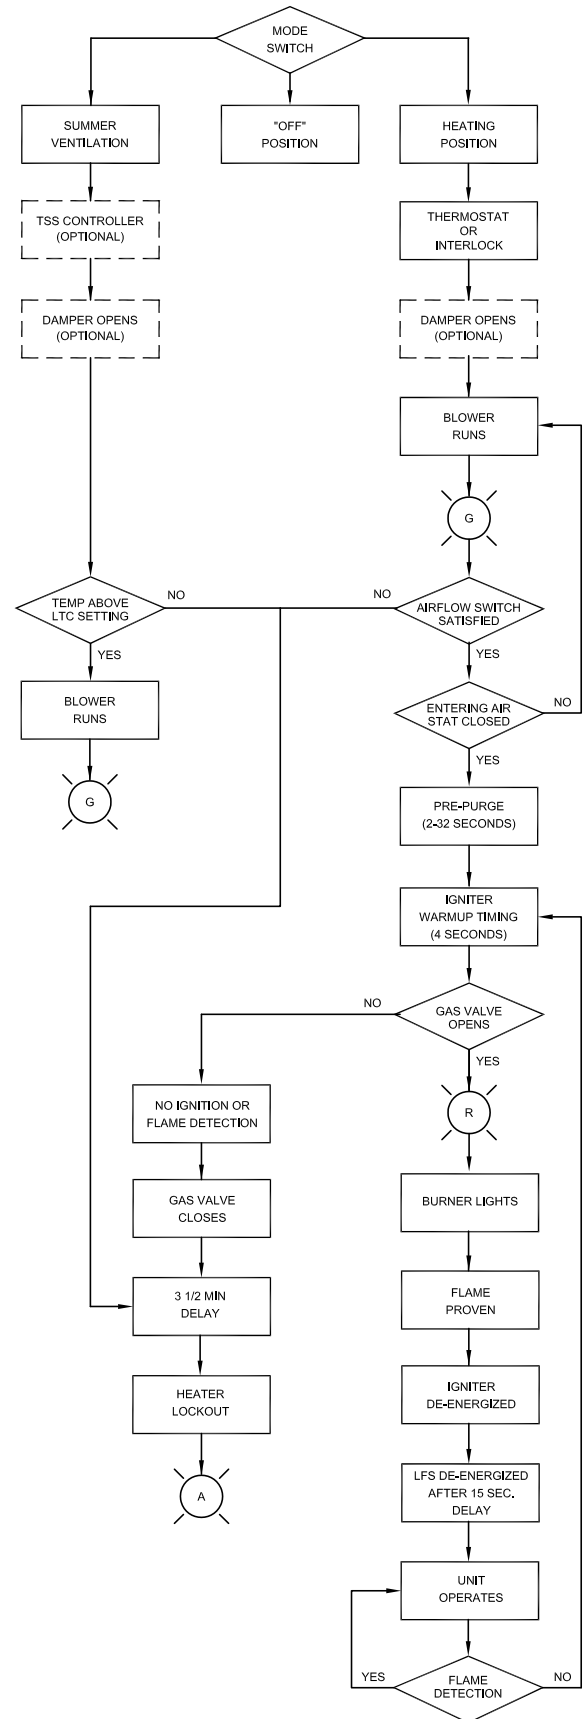 MODE
SWITCH
SUMMER
VENTILATION
"OFF"
POSITION
HEATING
POSITION
TSS CONTROLLER
(OPTIONAL)
THERMOSTAT
OR
INTERLOCK
DAMPER OPENS
(OPTIONAL)
DAMPER OPENS
(OPTIONAL)
BLOWER
RUNS
G
TEMP ABOVE
LTC SETTING
NO
NO
AIRFLOW SWITCH
SATISFIED
YES
YES
BLOWER
RUNS
ENTERING AIR
STAT CLOSED
NO
YES
G
PRE-PURGE
(2-32 SECONDS)
IGNITER
WARMUP TIMING
(4 SECONDS)
NO
GAS VALVE
OPENS
YES
NO IGNITION OR
FLAME DETECTION
R
GAS VALVE
CLOSES
BURNER LIGHTS
3 1/2 MIN
DELAY
FLAME
PROVEN
HEATER
LOCKOUT
IGNITER
DE-ENERGIZED
A
LFS DE-ENERGIZED
AFTER 15 SEC.
DELAY
UNIT
OPERATES
YES
FLAME
DETECTION
NO